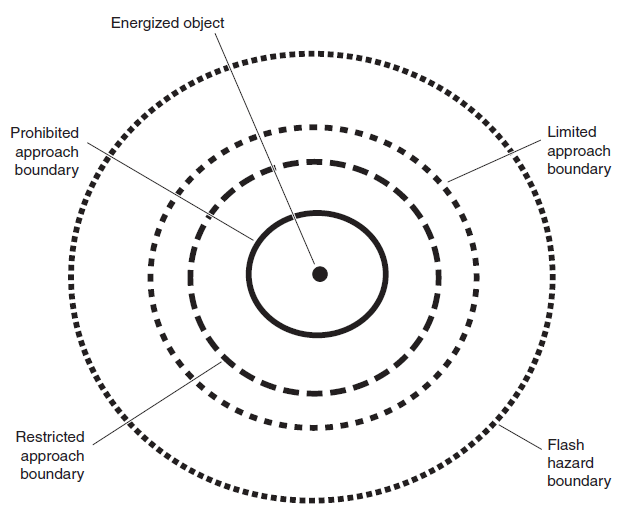 Energized object
Prohibited
approach
boundary
Limited
approach
boundary
Restricted
approach
boundary
Flash
hazard
boundary